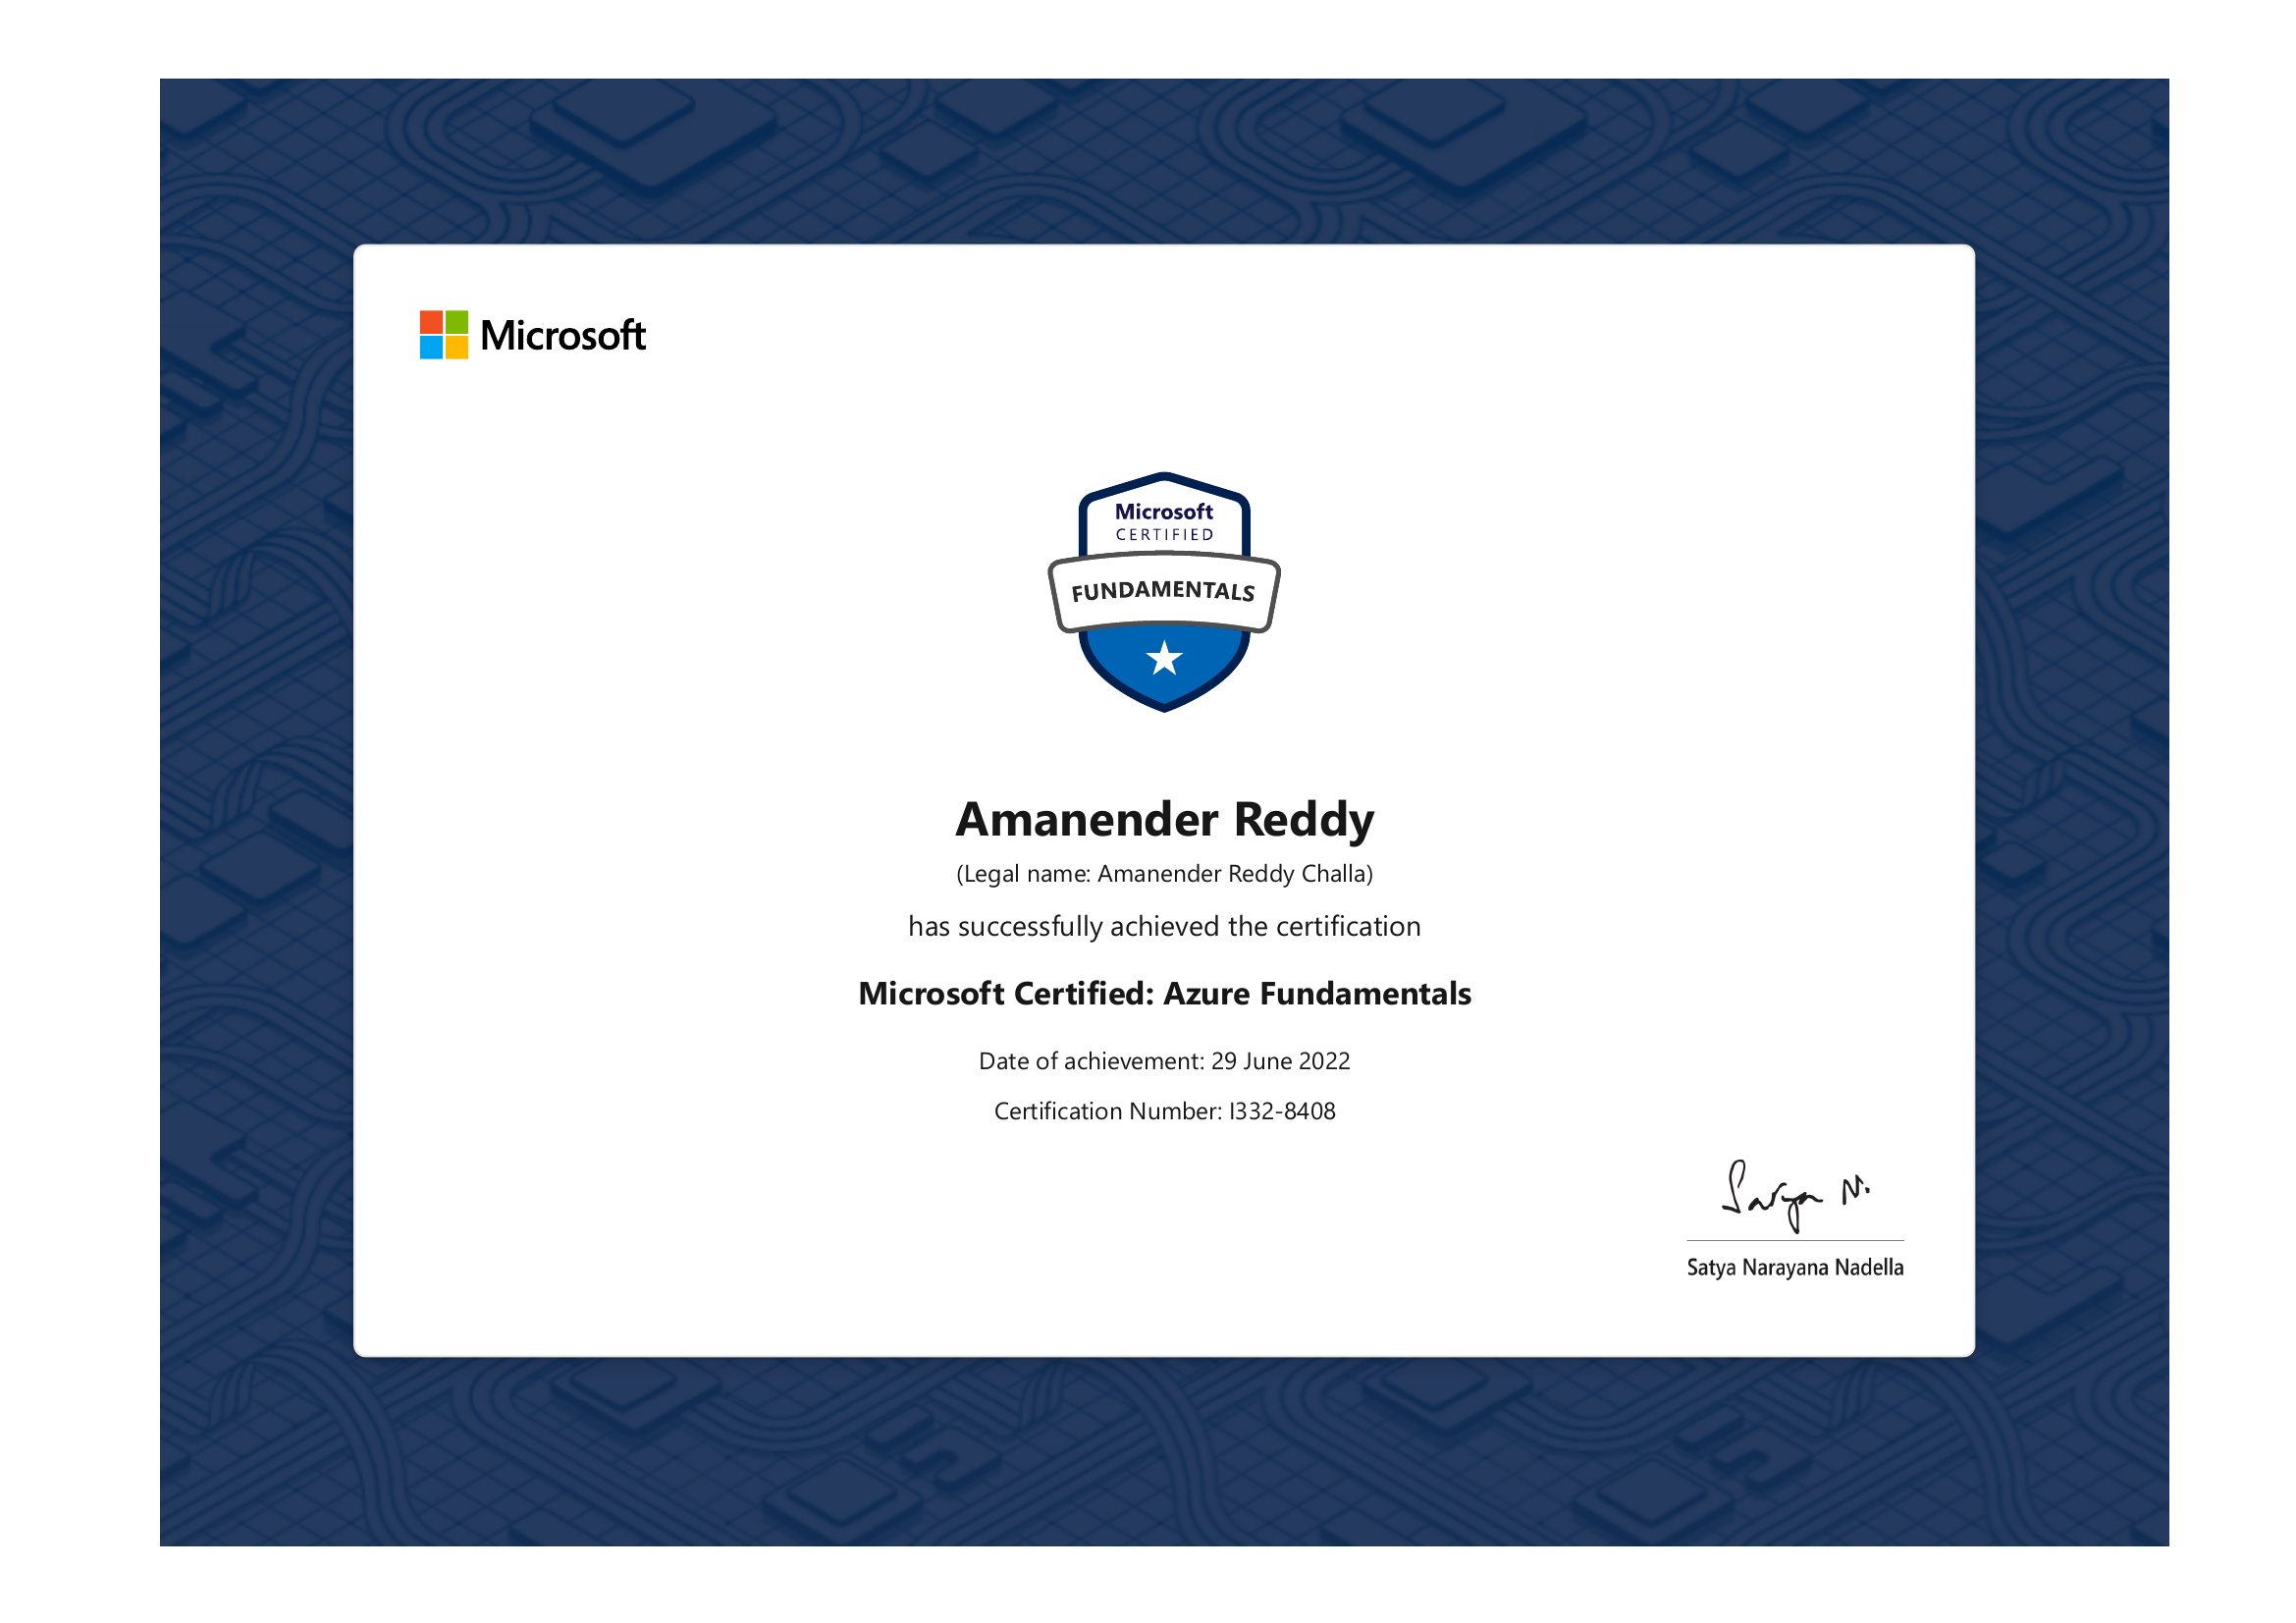 Microsoft
Microsoft
CERTIFIED
FUNDAMENTALS
Amanender Reddy
(Legal name: Amanender Reddy Challa)
has successfully achieved the certification
Microsoft Certified: Azure Fundamentals
Date of achievement: 29 June 2022
Certification Number: I332-8408
Satya N.
Satya Narayana Nadella